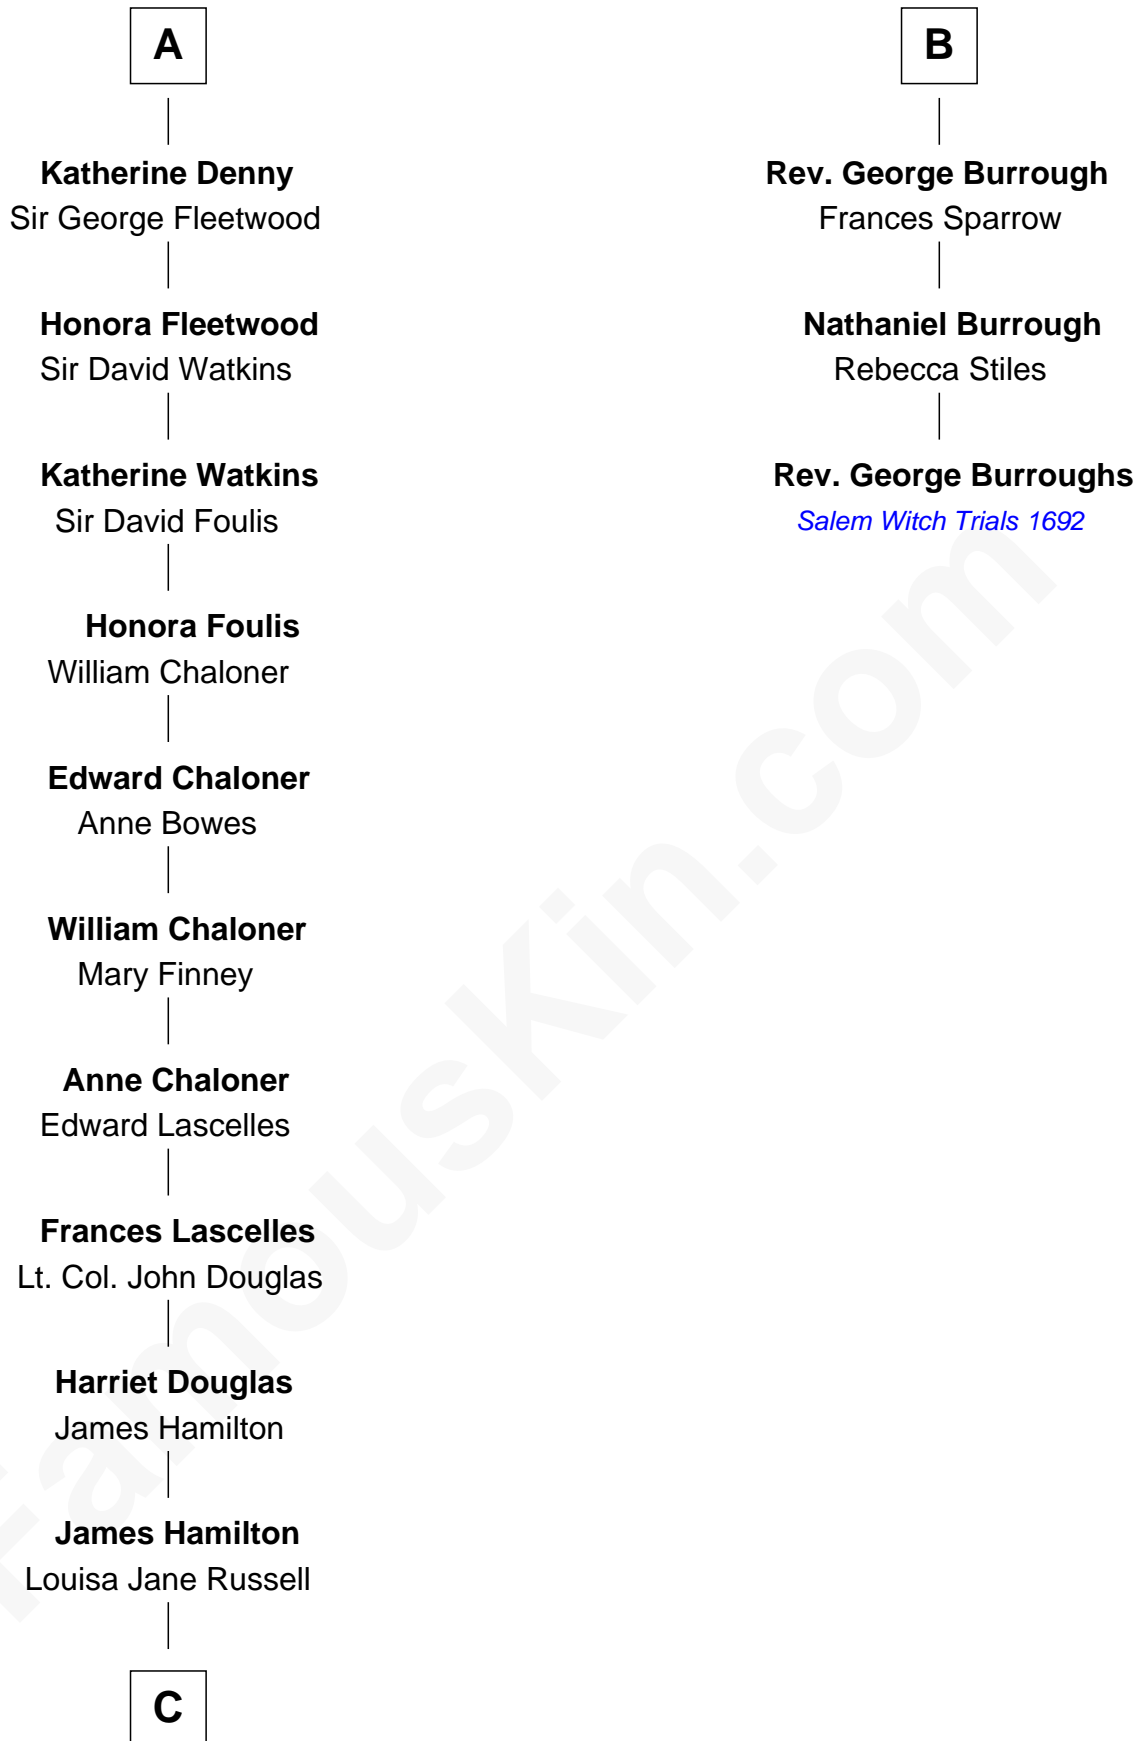 A
Katherine Denny
Sir George Fleetwood
Honora Fleetwood
Sir David Watkins
Katherine Watkins
Sir David Foulis
Honora Foulis
William Chaloner
Edward Chaloner
Anne Bowes
William Chaloner
Mary Finney
Anne Chaloner
Edward Lascelles
Frances Lascelles
Lt. Col. John Douglas
Harriet Douglas
James Hamilton
James Hamilton
Louisa Jane Russell
C
B
Rev. George Burrough
Frances Sparrow
Nathaniel Burrough
Rebecca Stiles
Rev. George Burroughs
Salem Witch Trials 1692
FamousKin.com